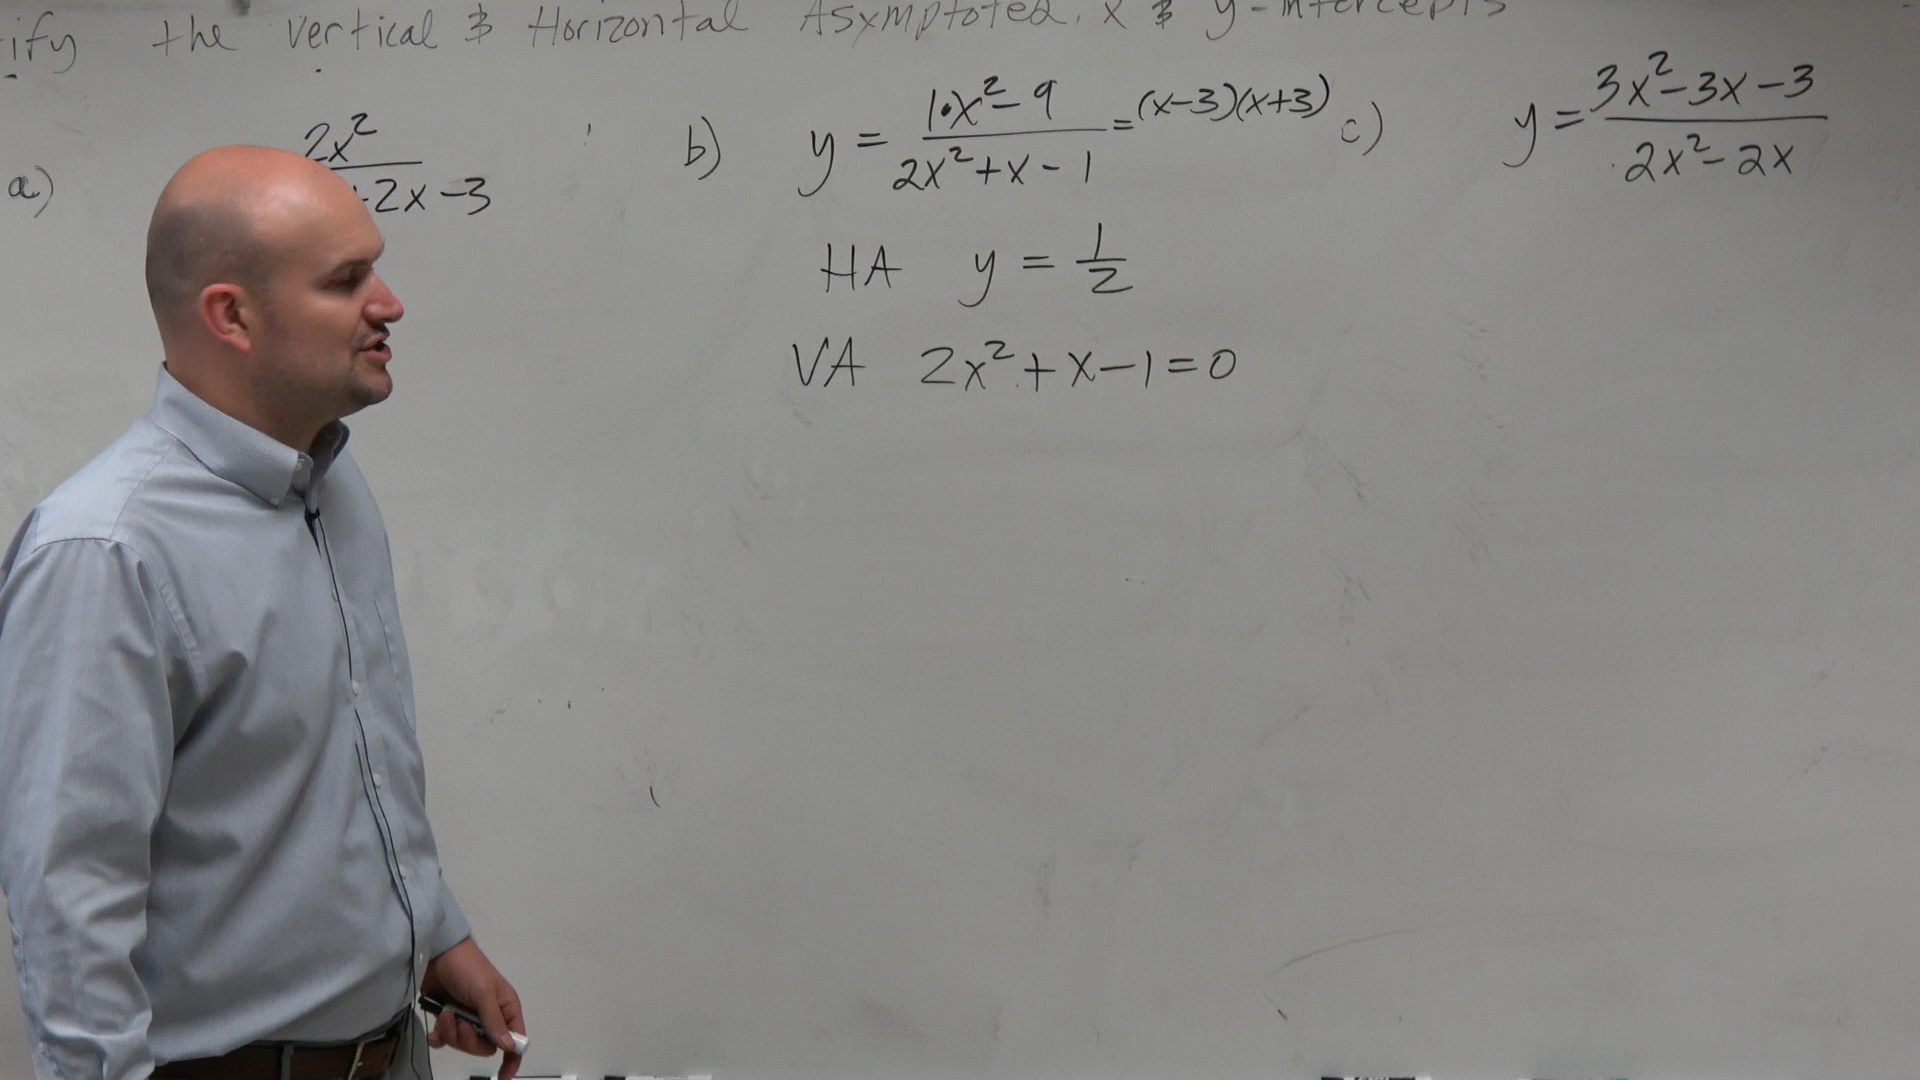 ify the vertical & Horizontal Asymptotes, x & y-intercepts
a) 2x²
+2x-3
b) y = 1•x²-9 / 2x²+x-1 = (x-3)(x+3)
HA y = 1/2
VA 2x²+x-1=0
c) y = 3x²-3x-3 / 2x²-2x